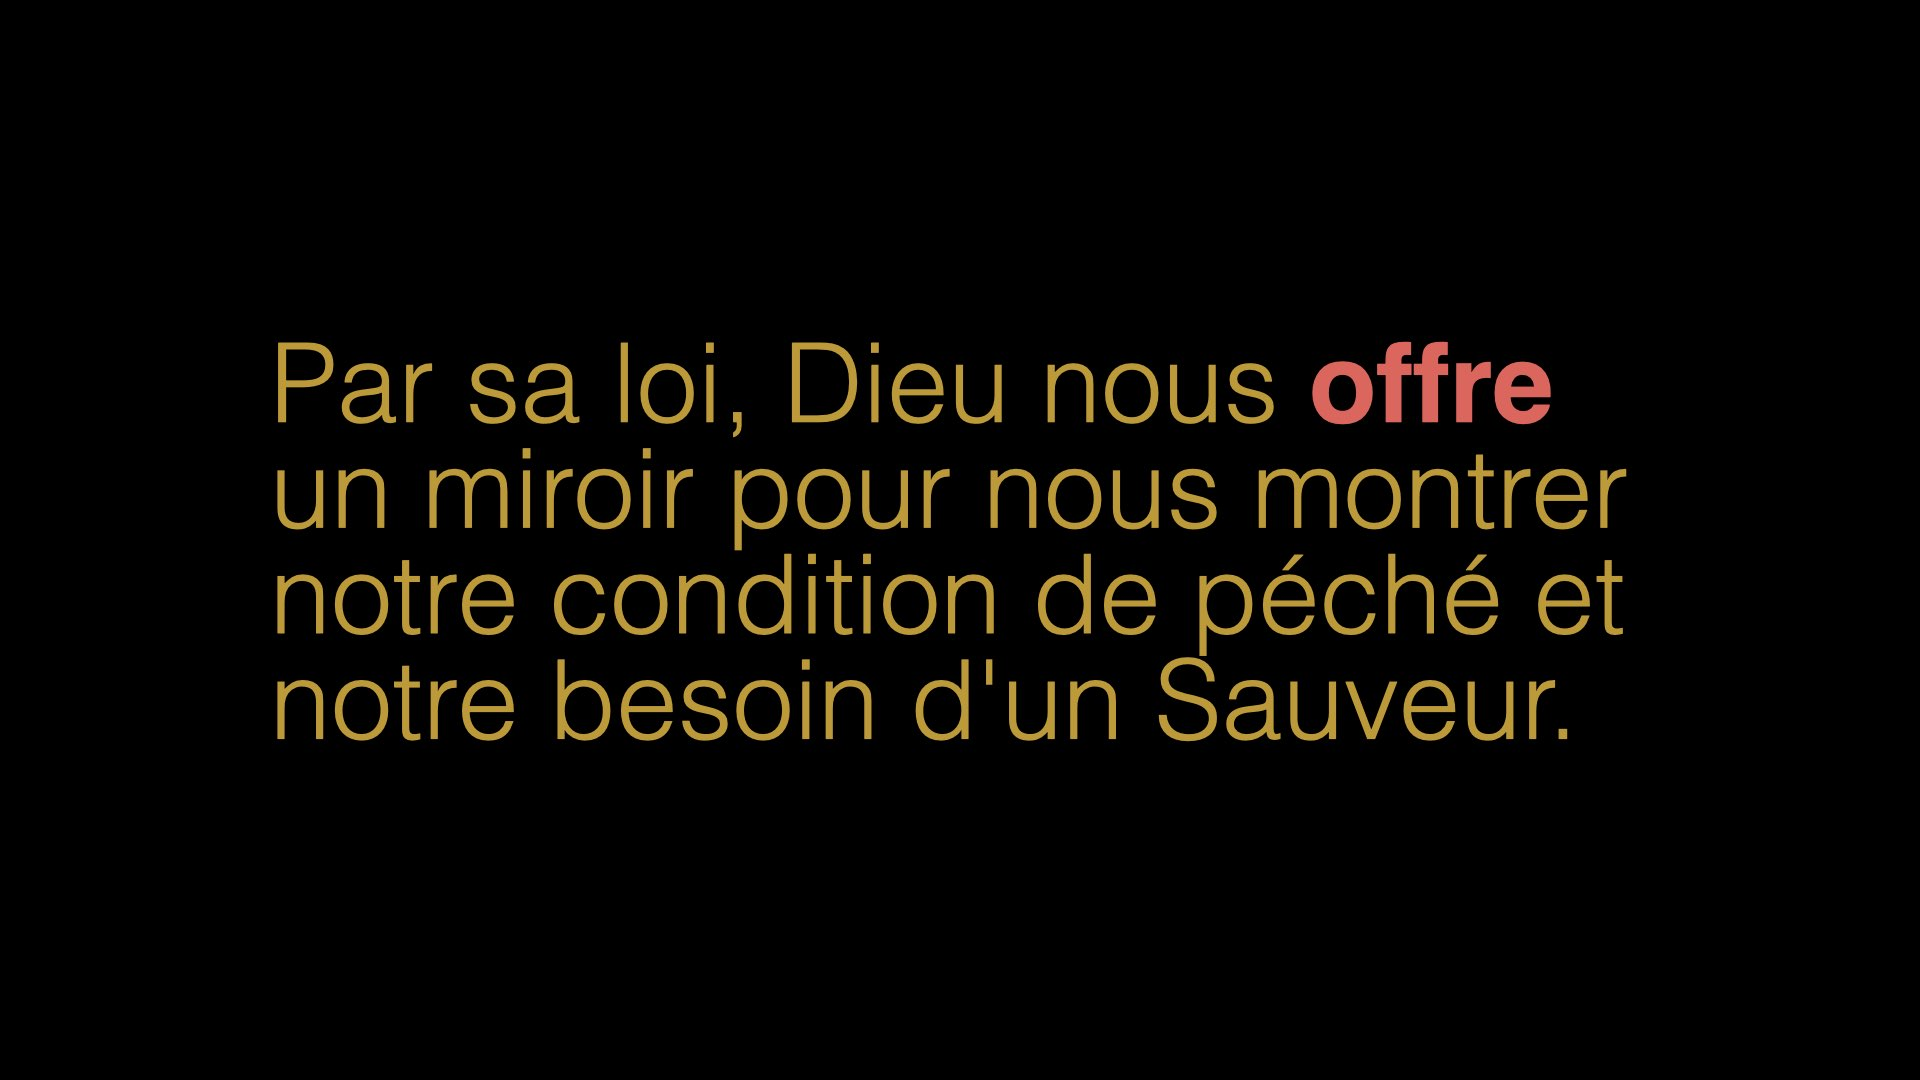 Par sa loi, Dieu nous offre
un miroir pour nous montrer
notre condition de péché et
notre besoin d'un Sauveur.